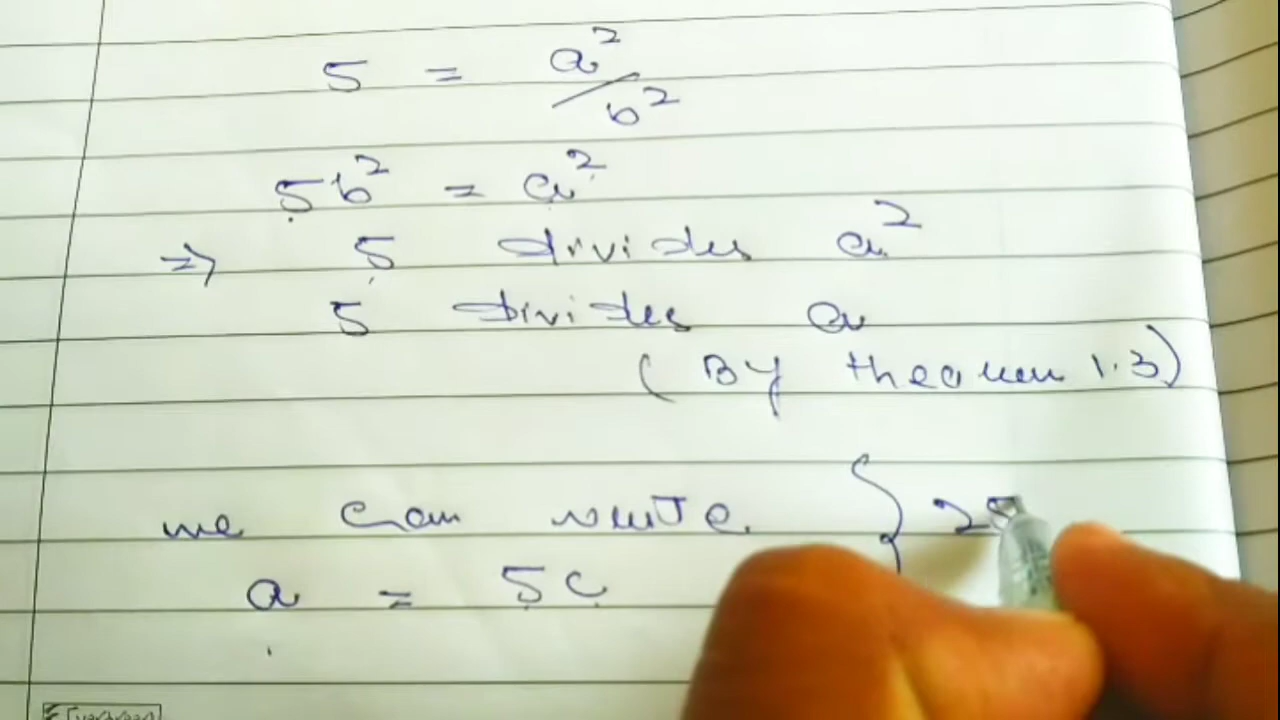 5 = a²/b²
5b² = a²
=> 5 divides a²
5 divides a
(By theorem 1.3)
we can write
a = 5c